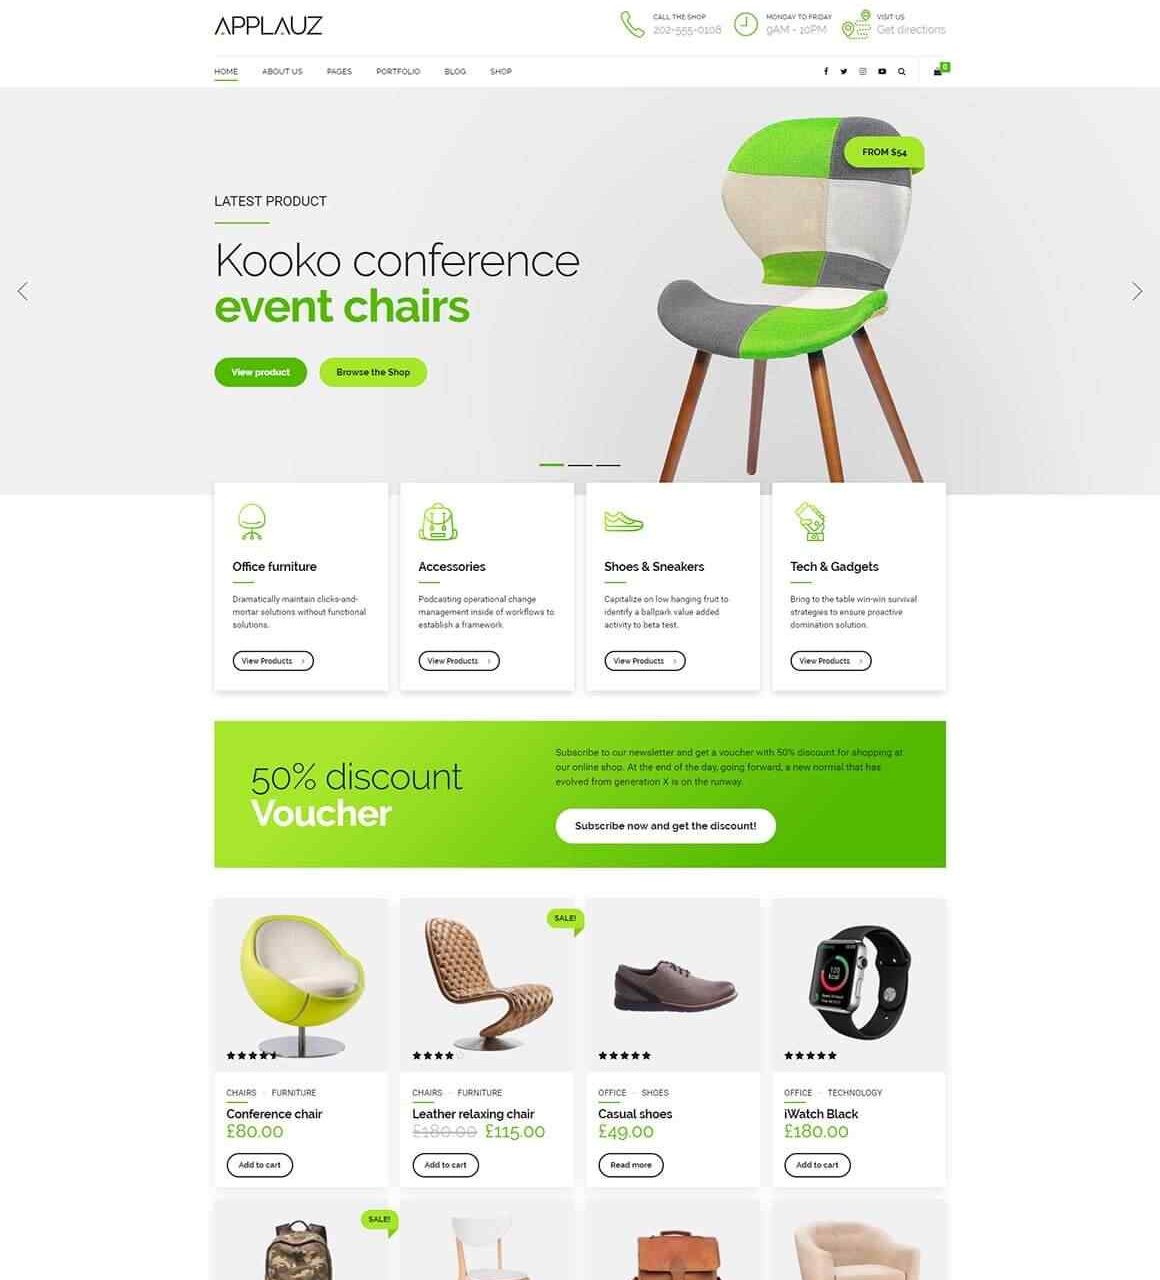 APPLAUZ
CALL THE SHOP
202-555-0108
MONDAY TO FRIDAY
9AM - 10PM
VISIT US
Get directions
HOME ABOUT US PAGES PORTFOLIO BLOG SHOP
0
FROM $54
LATEST PRODUCT
Kooko conference
event chairs
View product Browse the Shop
Office furniture
Dramatically maintain clicks-and-
mortar solutions without functional
solutions.
View Products
Accessories
Podcasting operational change
management inside of workflows to
establish a framework.
View Products
Shoes & Sneakers
Capitalize on low hanging fruit to
identify a ballpark value added
activity to beta test.
View Products
Tech & Gadgets
Bring to the table win-win survival
strategies to ensure proactive
domination solution.
View Products
50% discount
Voucher
Subscribe to our newsletter and get a voucher with 50% discount for shopping at
our online shop. At the end of the day, going forward, a new normal that has
evolved from generation X is on the runway.
Subscribe now and get the discount!
CHAIRS FURNITURE
Conference chair
£80.00
Add to cart
SALE!
CHAIRS FURNITURE
Leather relaxing chair
£180.00 £115.00
Add to cart
OFFICE SHOES
Casual shoes
£49.00
Read more
120
kcal
OFFICE TECHNOLOGY
iWatch Black
£180.00
Add to cart
SALE!